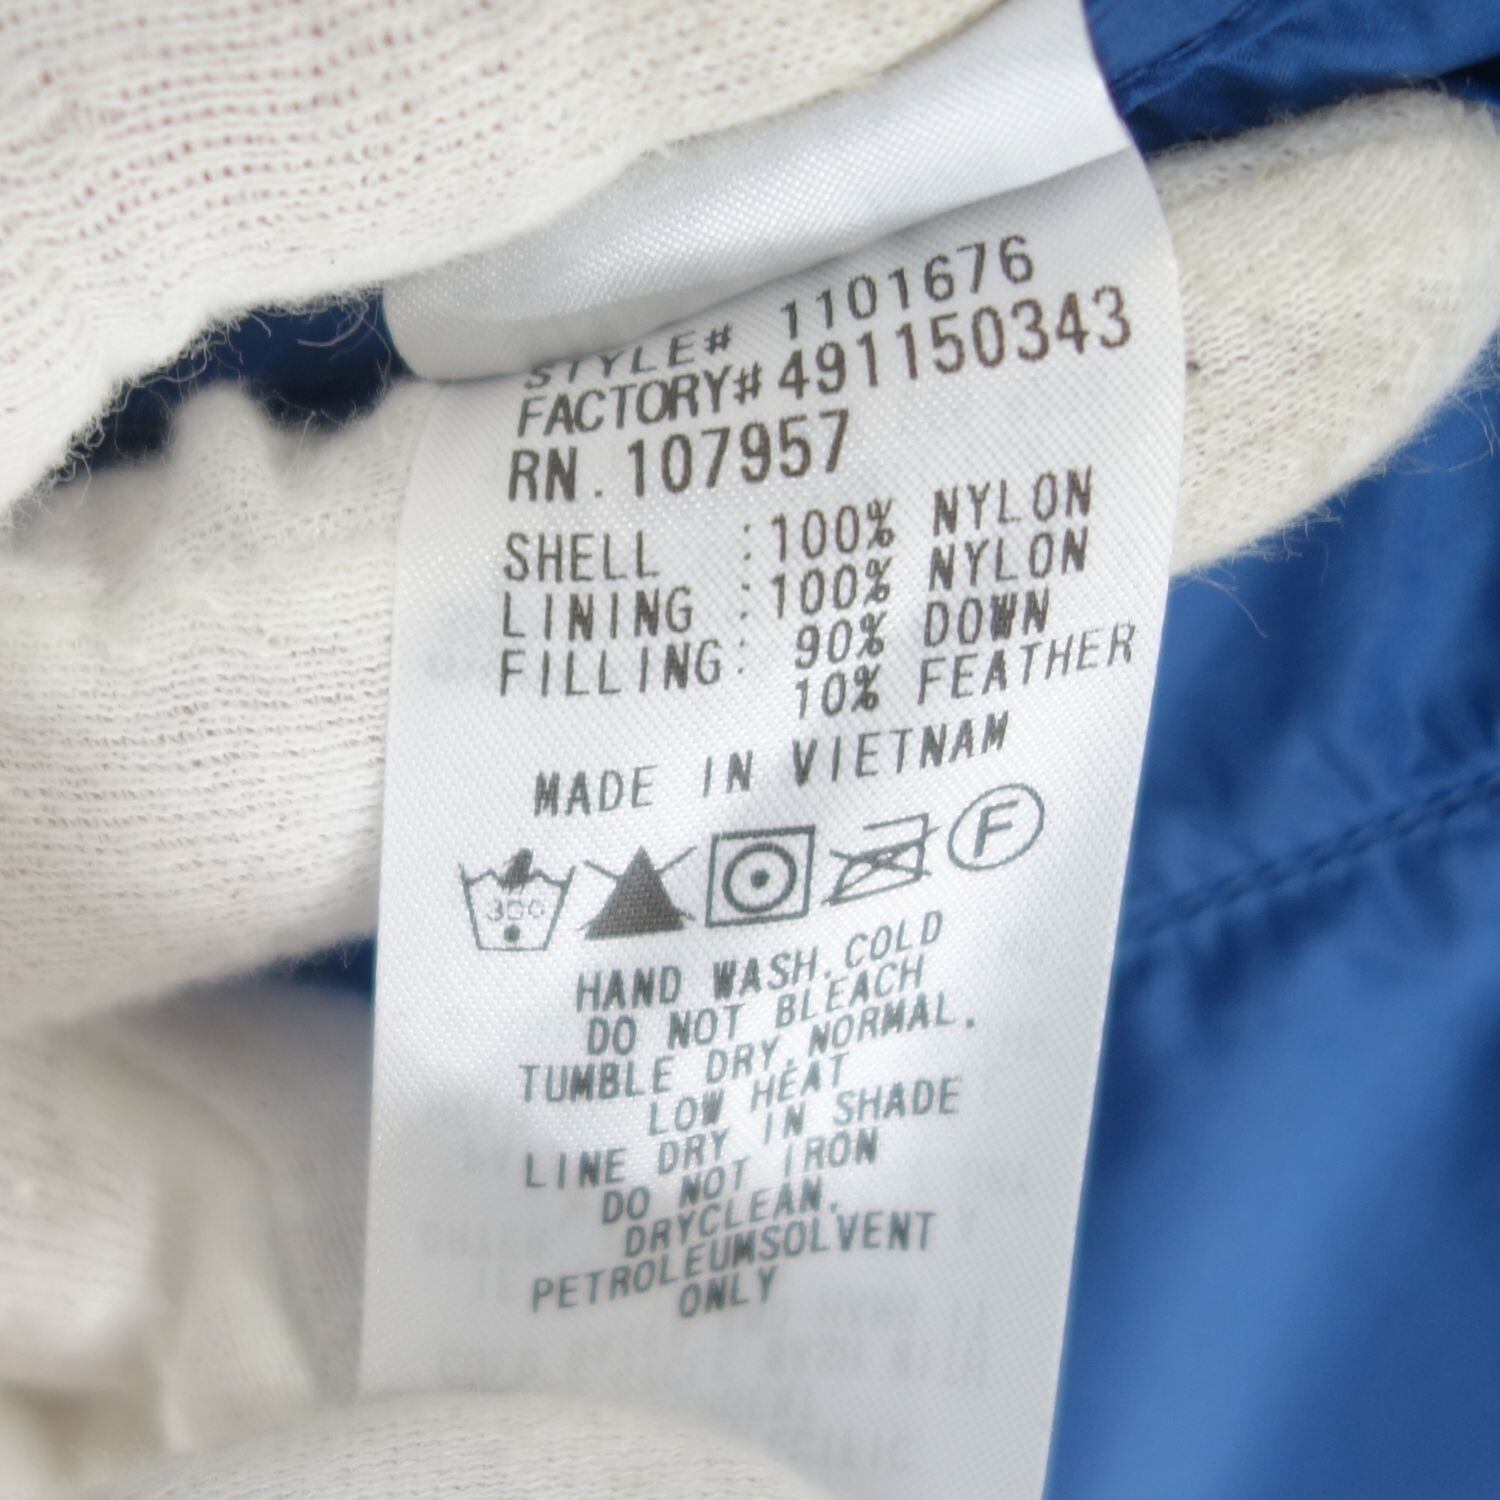 STYLE# 1101676
FACTORY# 491150343
RN. 107957
SHELL :100% NYLON
LINING :100% NYLON
FILLING: 90% DOWN
10% FEATHER
MADE IN VIETNAM
F
HAND WASH, COLD
DO NOT BLEACH
TUMBLE DRY, NORMAL,
LOW HEAT
LINE DRY IN SHADE
DO NOT IRON
DRYCLEAN,
PETROLEUMSOLVENT
ONLY